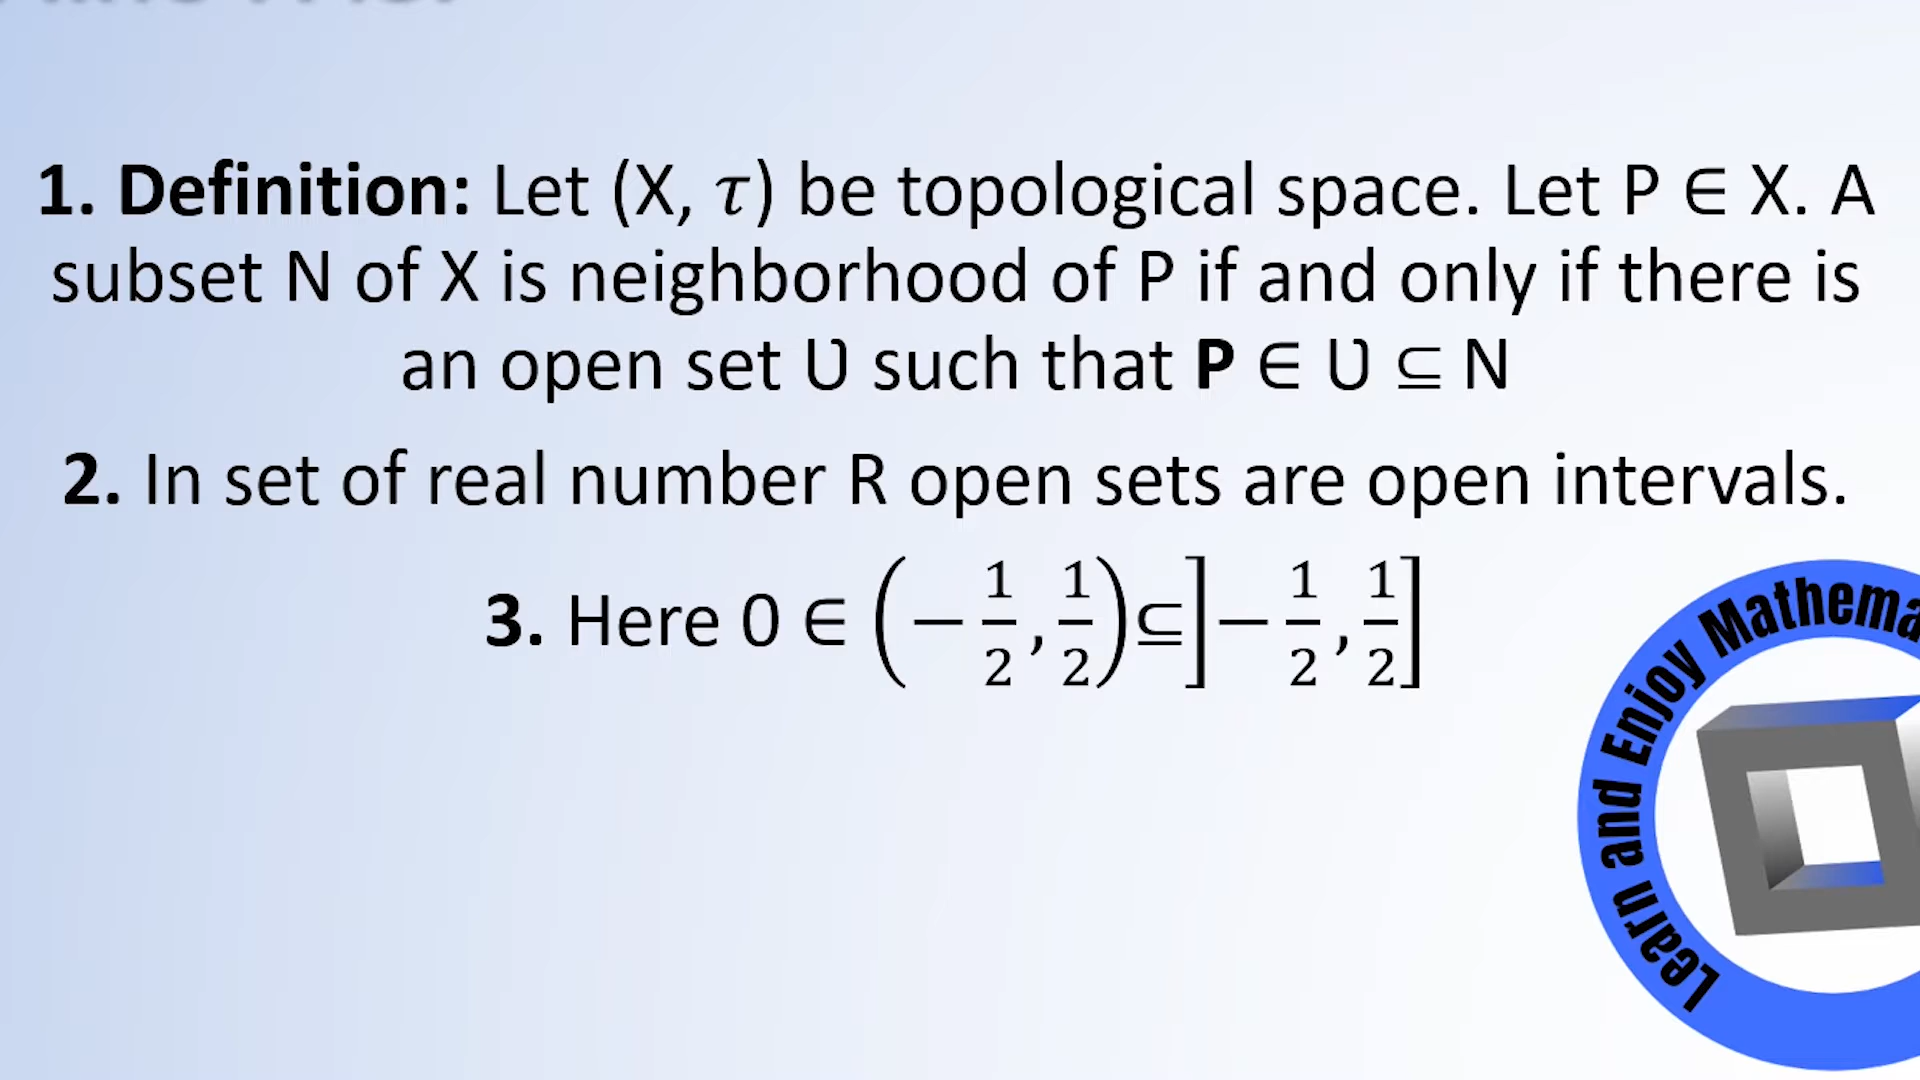 1. Definition: Let (X, τ) be topological space. Let P ∈ X. A
subset N of X is neighborhood of P if and only if there is
an open set Ʋ such that P ∈ Ʋ ⊆ N
2. In set of real number R open sets are open intervals.
3. Here 0 ∈ (−1/2, 1/2) ⊆ ]−1/2, 1/2]
Learn and Enjoy Mathema